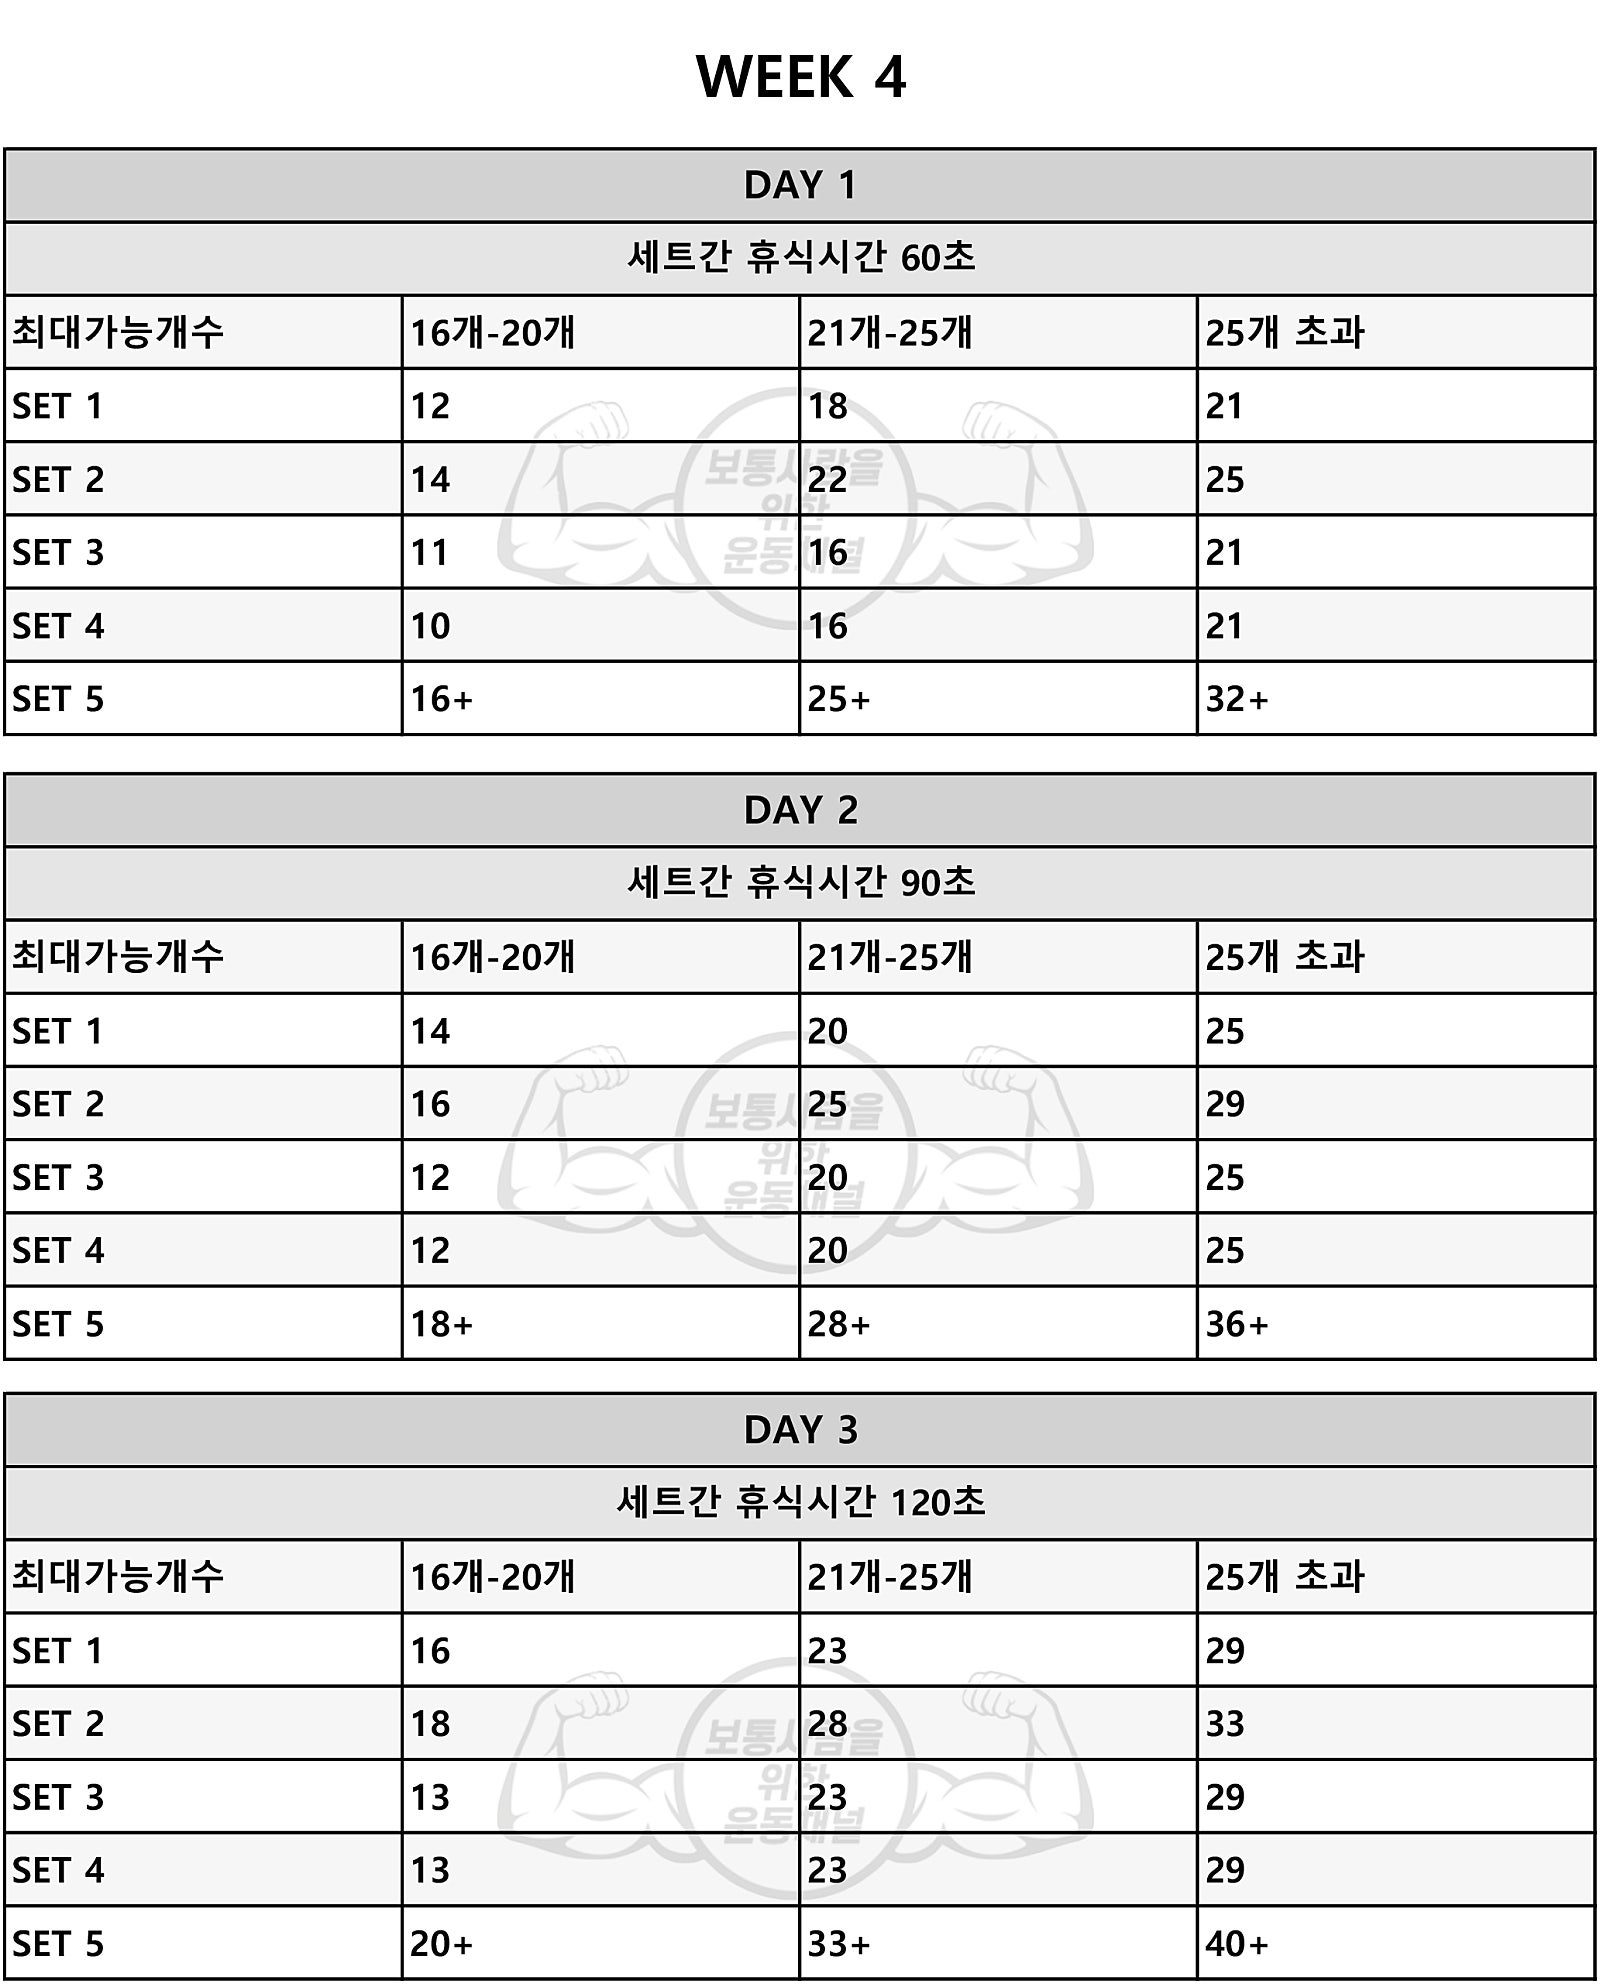 WEEK 4
DAY 1
세트간 휴식시간 60초
최대가능개수 16개-20개 21개-25개 25개 초과
SET 1 12 18 21
SET 2 14 22 25
SET 3 11 16 21
SET 4 10 16 21
SET 5 16+ 25+ 32+
보통사람을
위한
운동채널
DAY 2
세트간 휴식시간 90초
최대가능개수 16개-20개 21개-25개 25개 초과
SET 1 14 20 25
SET 2 16 25 29
SET 3 12 20 25
SET 4 12 20 25
SET 5 18+ 28+ 36+
보통사람을
위한
운동채널
DAY 3
세트간 휴식시간 120초
최대가능개수 16개-20개 21개-25개 25개 초과
SET 1 16 23 29
SET 2 18 28 33
SET 3 13 23 29
SET 4 13 23 29
SET 5 20+ 33+ 40+
보통사람을
위한
운동채널